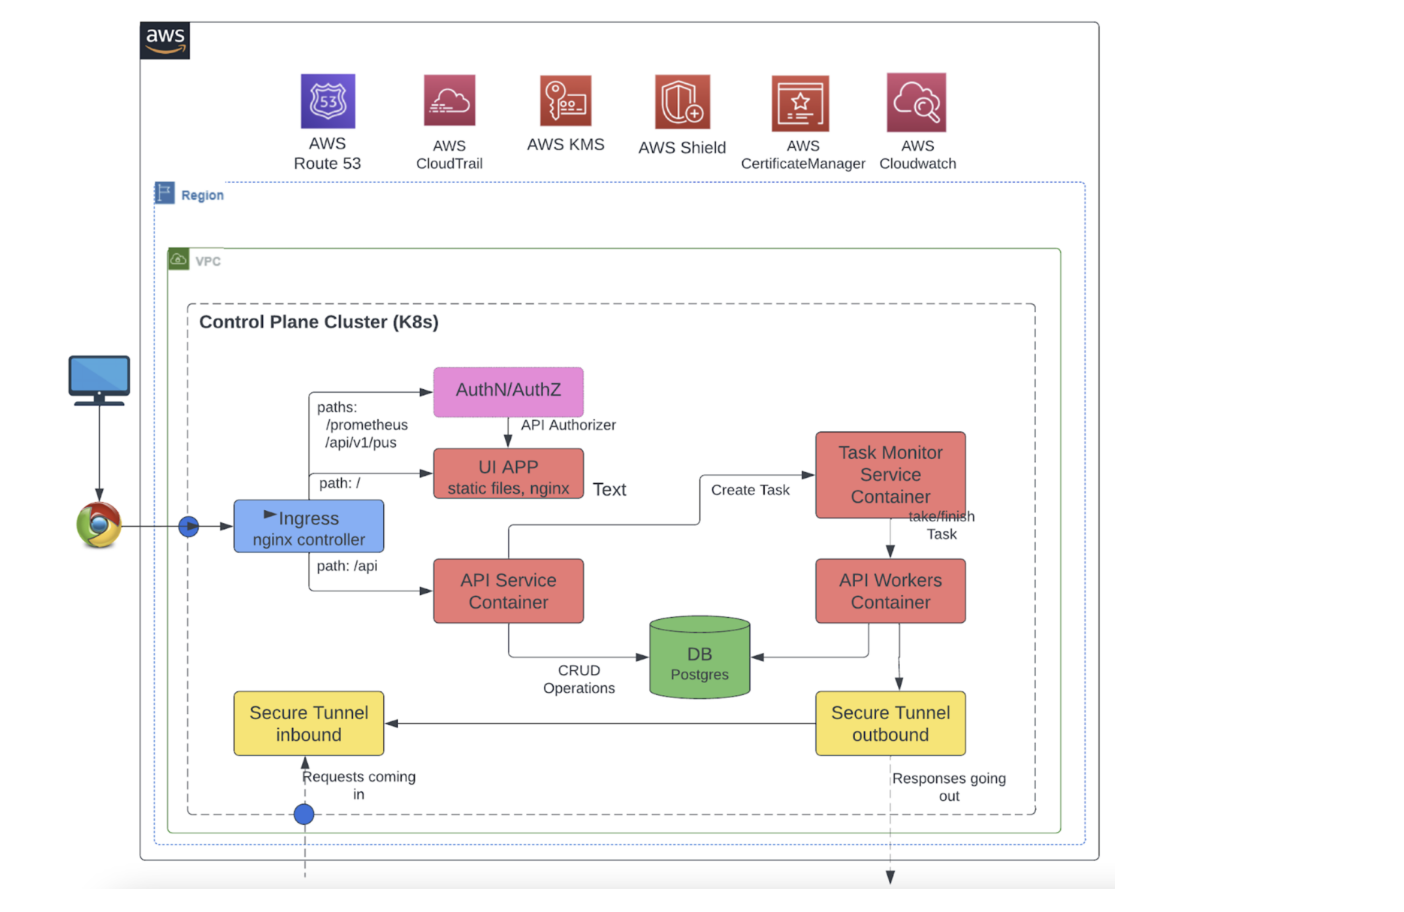 aws
53
AWS
Route 53
AWS
CloudTrail
AWS KMS
AWS Shield
AWS
CertificateManager
AWS
Cloudwatch
Region
VPC
Control Plane Cluster (K8s)
AuthN/AuthZ
paths:
/prometheus
/api/v1/pus
API Authorizer
UI APP
static files, nginx
Text
path: /
Ingress
nginx controller
path: /api
API Service
Container
Create Task
Task Monitor
Service
Container
take/finish
Task
API Workers
Container
DB
Postgres
CRUD
Operations
Secure Tunnel
inbound
Secure Tunnel
outbound
Requests coming
in
Responses going
out